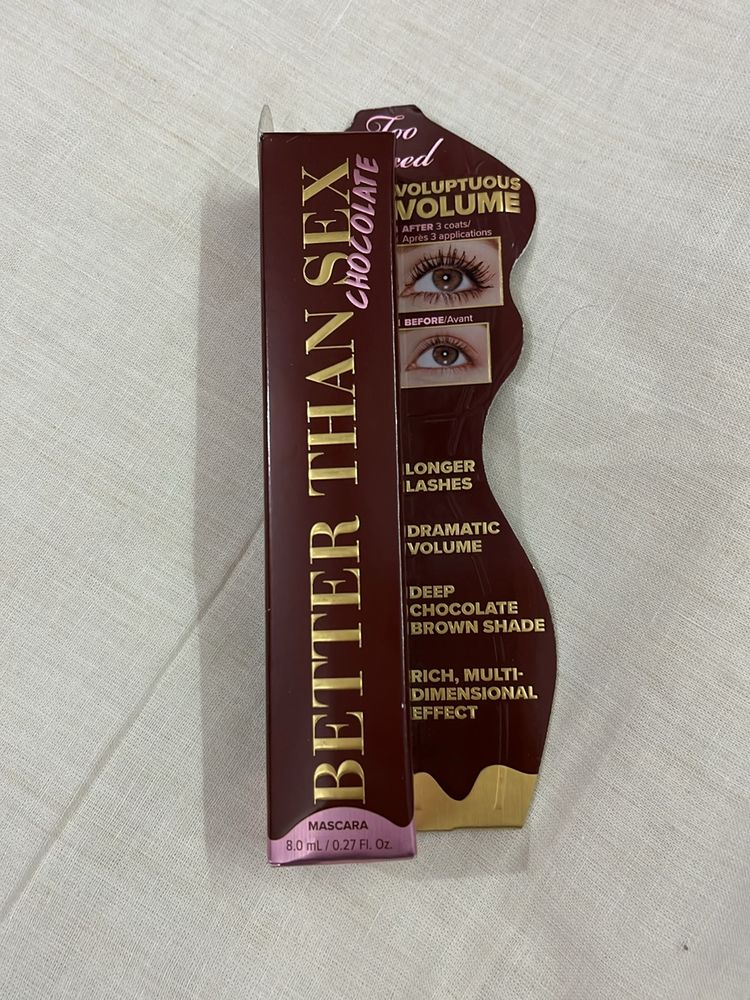 BETTER THAN SEX
CHOCOLATE
MASCARA
8.0 mL / 0.27 Fl. Oz.
Too
VOLUPTUOUS
VOLUME
AFTER 3 coats/
Après 3 applications
BEFORE/Avant
LONGER
LASHES
DRAMATIC
VOLUME
DEEP
CHOCOLATE
BROWN SHADE
RICH, MULTI-
DIMENSIONAL
EFFECT